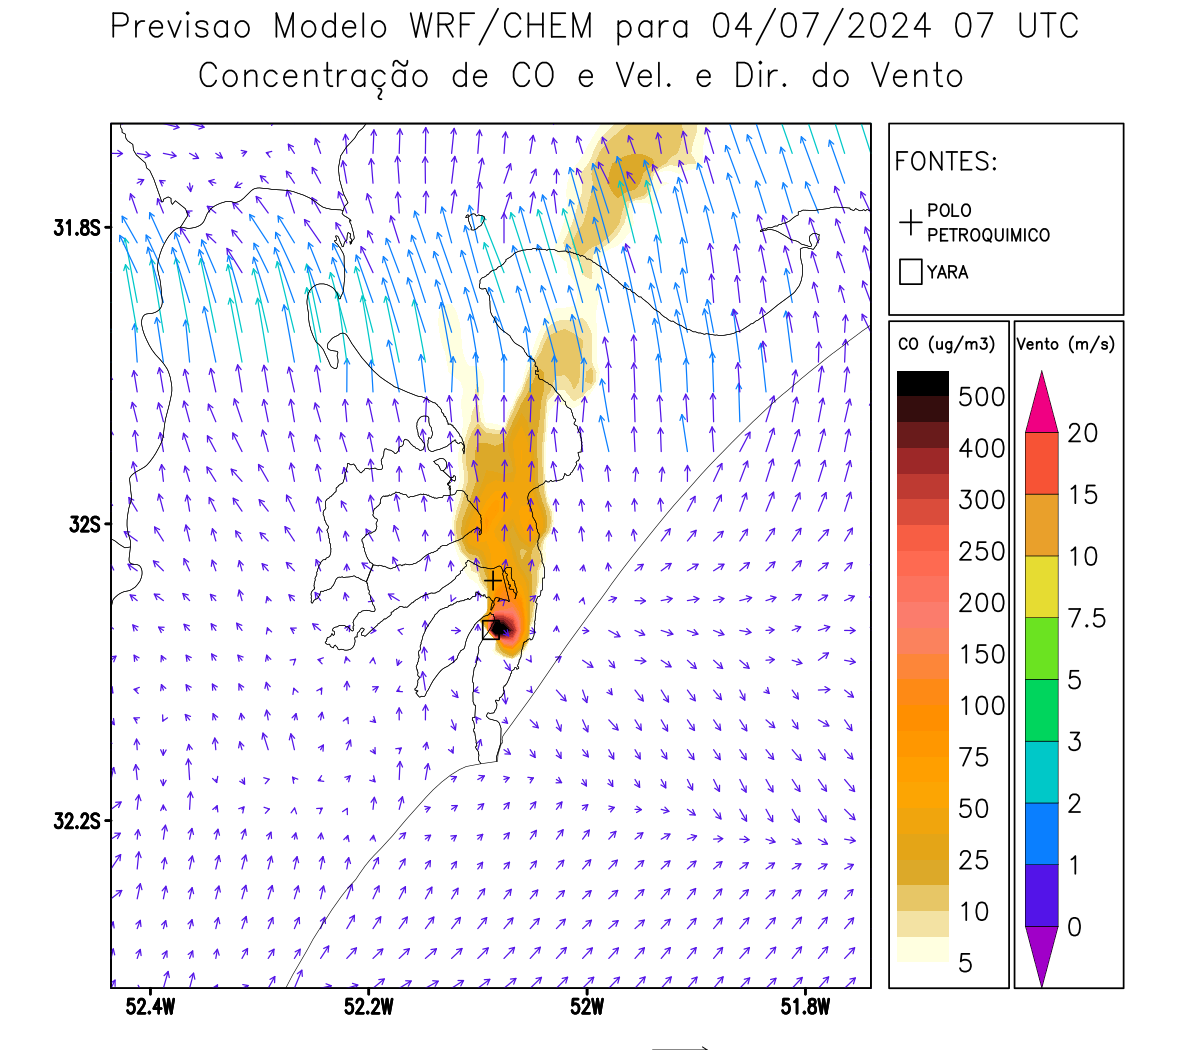 Previsao Modelo WRF/CHEM para 04/07/2024 07 UTC
Concentração de CO e Vel. e Dir. do Vento
FONTES:
POLO
PETROQUIMICO
YARA
31.8S
32S
32.2S
52.4W
52.2W
52W
51.8W
CO (ug/m3)
500
400
300
250
200
150
100
75
50
25
10
5
Vento (m/s)
20
15
10
7.5
5
3
2
1
0